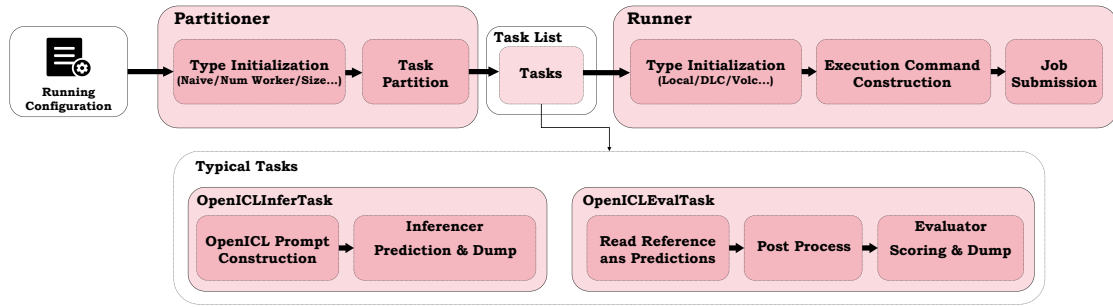 Running
Configuration
Partitioner
Type Initialization
(Naive/Num Worker/Size...)
Task
Partition
Task List
Tasks
Runner
Type Initialization
(Local/DLC/Volc...)
Execution Command
Construction
Job
Submission
Typical Tasks
OpenICLInferTask
OpenICL Prompt
Construction
Inferencer
Prediction & Dump
OpenICLEvalTask
Read Reference
ans Predictions
Post Process
Evaluator
Scoring & Dump